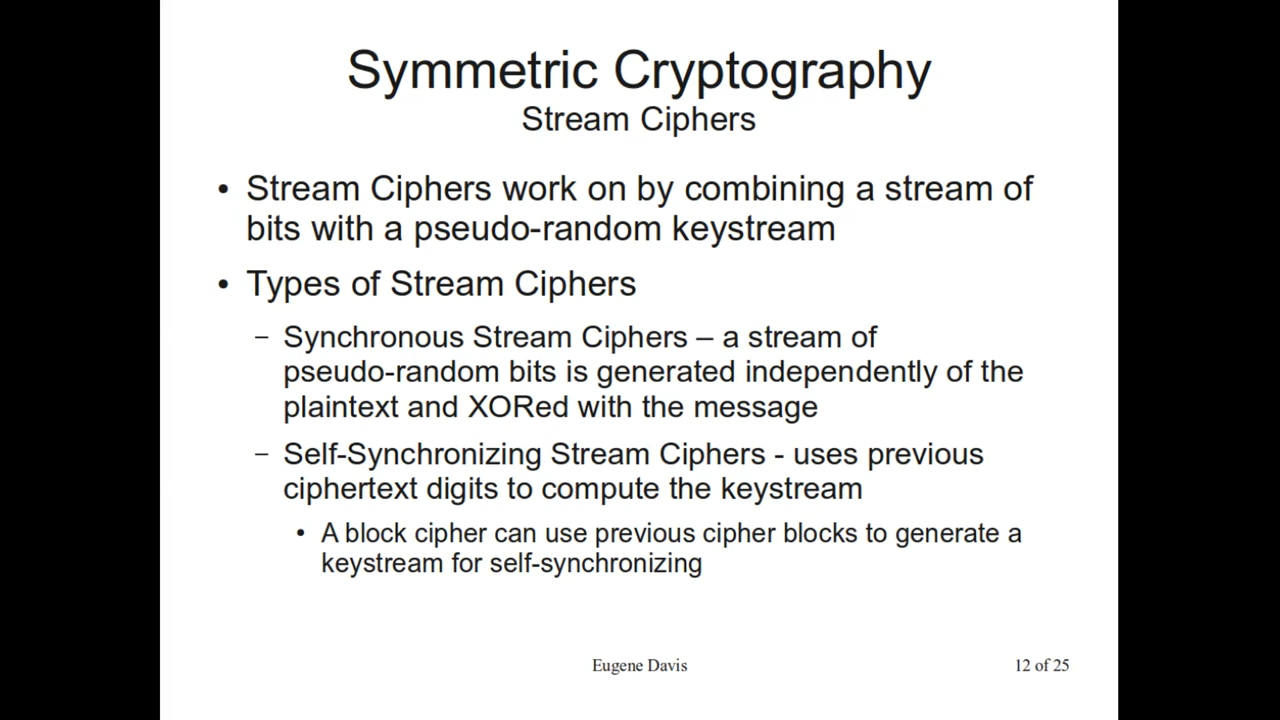 Symmetric Cryptography
Stream Ciphers
• Stream Ciphers work on by combining a stream of
bits with a pseudo-random keystream
• Types of Stream Ciphers
– Synchronous Stream Ciphers – a stream of
pseudo-random bits is generated independently of the
plaintext and XORed with the message
– Self-Synchronizing Stream Ciphers - uses previous
ciphertext digits to compute the keystream
• A block cipher can use previous cipher blocks to generate a
keystream for self-synchronizing
Eugene Davis
12 of 25